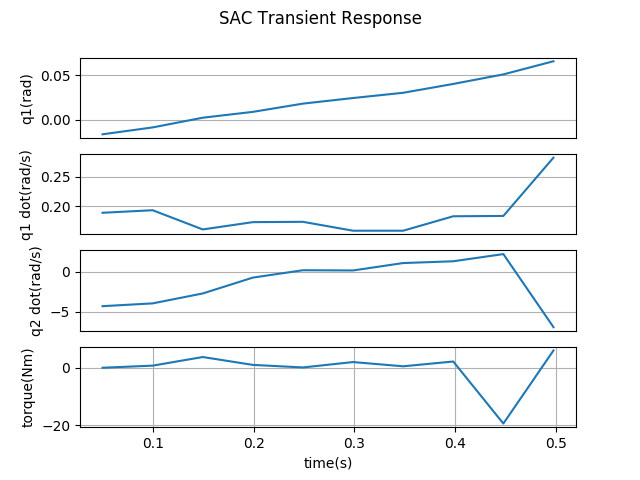 SAC Transient Response
q1(rad)
0.05
0.00
q1 dot(rad/s)
0.25
0.20
q2 dot(rad/s)
0
−5
torque(Nm)
0
−20
0.1 0.2 0.3 0.4 0.5
time(s)